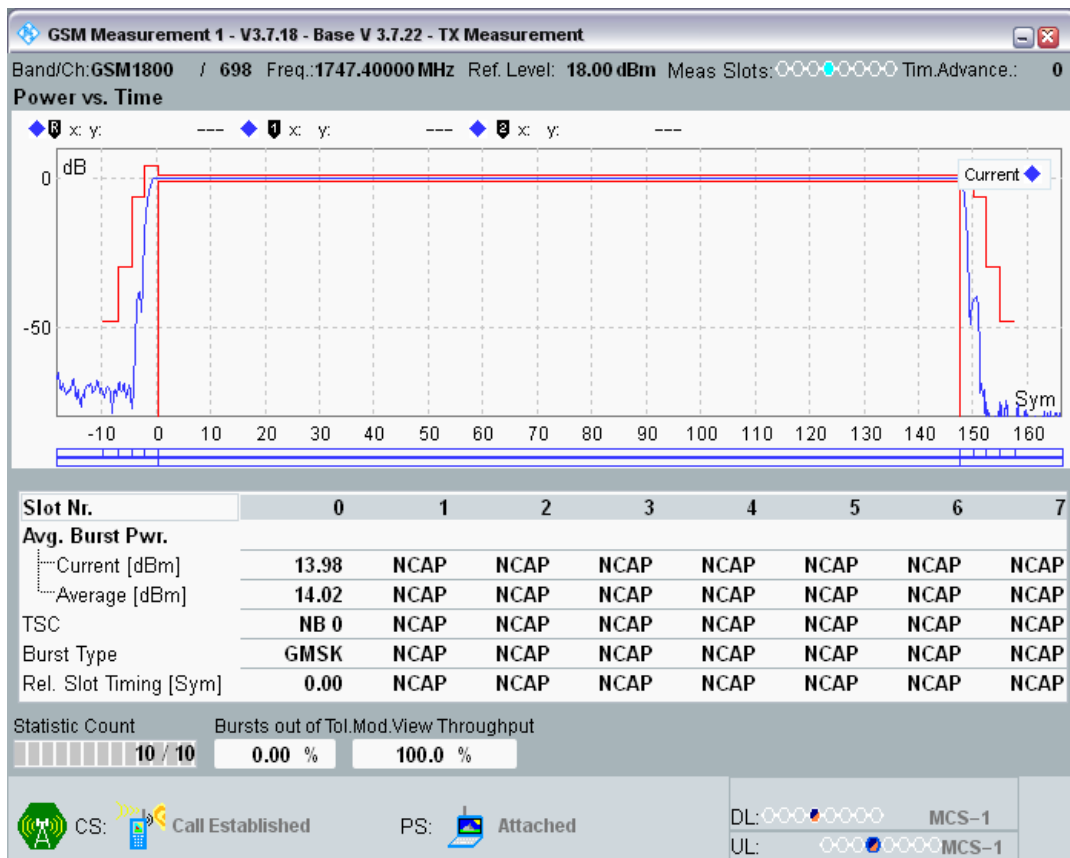 GSM Measurement 1 - V3.7.18 - Base V 3.7.22 - TX Measurement
Band/Ch:GSM1800 / 698 Freq.:1747.40000 MHz Ref. Level: 18.00 dBm Meas Slots: Tim.Advance.: 0
Power vs. Time
R x: y: --- 1 x: y: --- 2 x: y: ---
dB
Current
0
-50
Sym
-10 0 10 20 30 40 50 60 70 80 90 100 110 120 130 140 150 160
Slot Nr. 0 1 2 3 4 5 6 7
Avg. Burst Pwr.
Current [dBm] 13.98 NCAP NCAP NCAP NCAP NCAP NCAP NCAP
Average [dBm] 14.02 NCAP NCAP NCAP NCAP NCAP NCAP NCAP
TSC NB 0 NCAP NCAP NCAP NCAP NCAP NCAP NCAP
Burst Type GMSK NCAP NCAP NCAP NCAP NCAP NCAP NCAP
Rel. Slot Timing [Sym] 0.00 NCAP NCAP NCAP NCAP NCAP NCAP NCAP
Statistic Count Bursts out of Tol.Mod.View Throughput
10 / 10 0.00 % 100.0 %
CS: Call Established PS: Attached
DL: MCS-1
UL: MCS-1